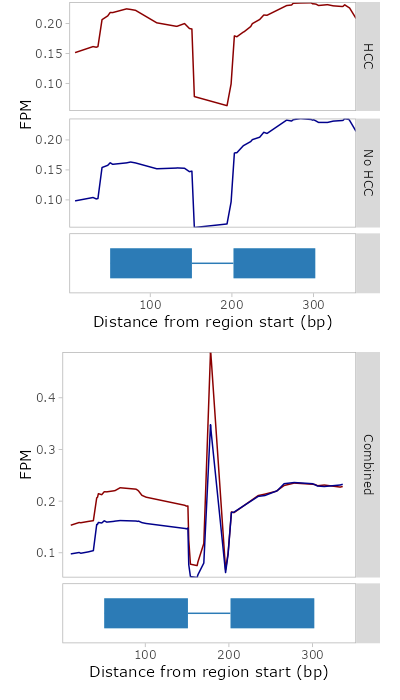 0.20
0.15
0.10
HCC
FPM
0.20
0.15
0.10
No HCC
100 200 300
Distance from region start (bp)
0.4
0.3
0.2
0.1
FPM
Combined
100 200 300
Distance from region start (bp)